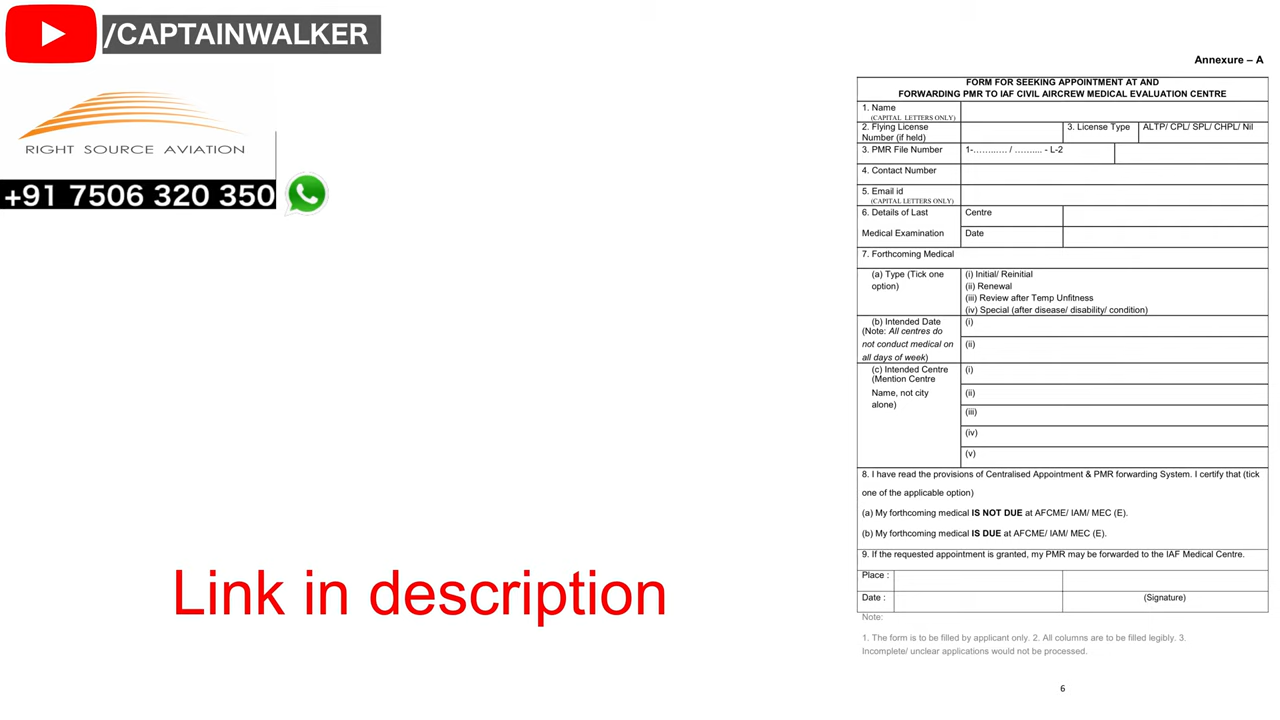 /CAPTAINWALKER
RIGHT SOURCE AVIATION
+91 7506 320 350
Link in description
Annexure – A
FORM FOR SEEKING APPOINTMENT AT AND
FORWARDING PMR TO IAF CIVIL AIRCREW MEDICAL EVALUATION CENTRE
1. Name
(CAPITAL LETTERS ONLY)
2. Flying License
Number (if held)
3. License Type
ALTP/ CPL/ SPL/ CHPL/ Nil
3. PMR File Number
1-........… / …….... - L-2
4. Contact Number
5. Email id
(CAPITAL LETTERS ONLY)
6. Details of Last
Medical Examination
Centre
Date
7. Forthcoming Medical
(a) Type (Tick one
option)
(i) Initial/ Reinitial
(ii) Renewal
(iii) Review after Temp Unfitness
(iv) Special (after disease/ disability/ condition)
(b) Intended Date
(Note: All centres do
not conduct medical on
all days of week)
(i)
(ii)
(c) Intended Centre
(Mention Centre
Name, not city
alone)
(i)
(ii)
(iii)
(iv)
(v)
8. I have read the provisions of Centralised Appointment & PMR forwarding System. I certify that (tick
one of the applicable option)
(a) My forthcoming medical IS NOT DUE at AFCME/ IAM/ MEC (E).
(b) My forthcoming medical IS DUE at AFCME/ IAM/ MEC (E).
9. If the requested appointment is granted, my PMR may be forwarded to the IAF Medical Centre.
Place :
Date :
(Signature)
Note:
1. The form is to be filled by applicant only. 2. All columns are to be filled legibly. 3.
Incomplete/ unclear applications would not be processed.
6